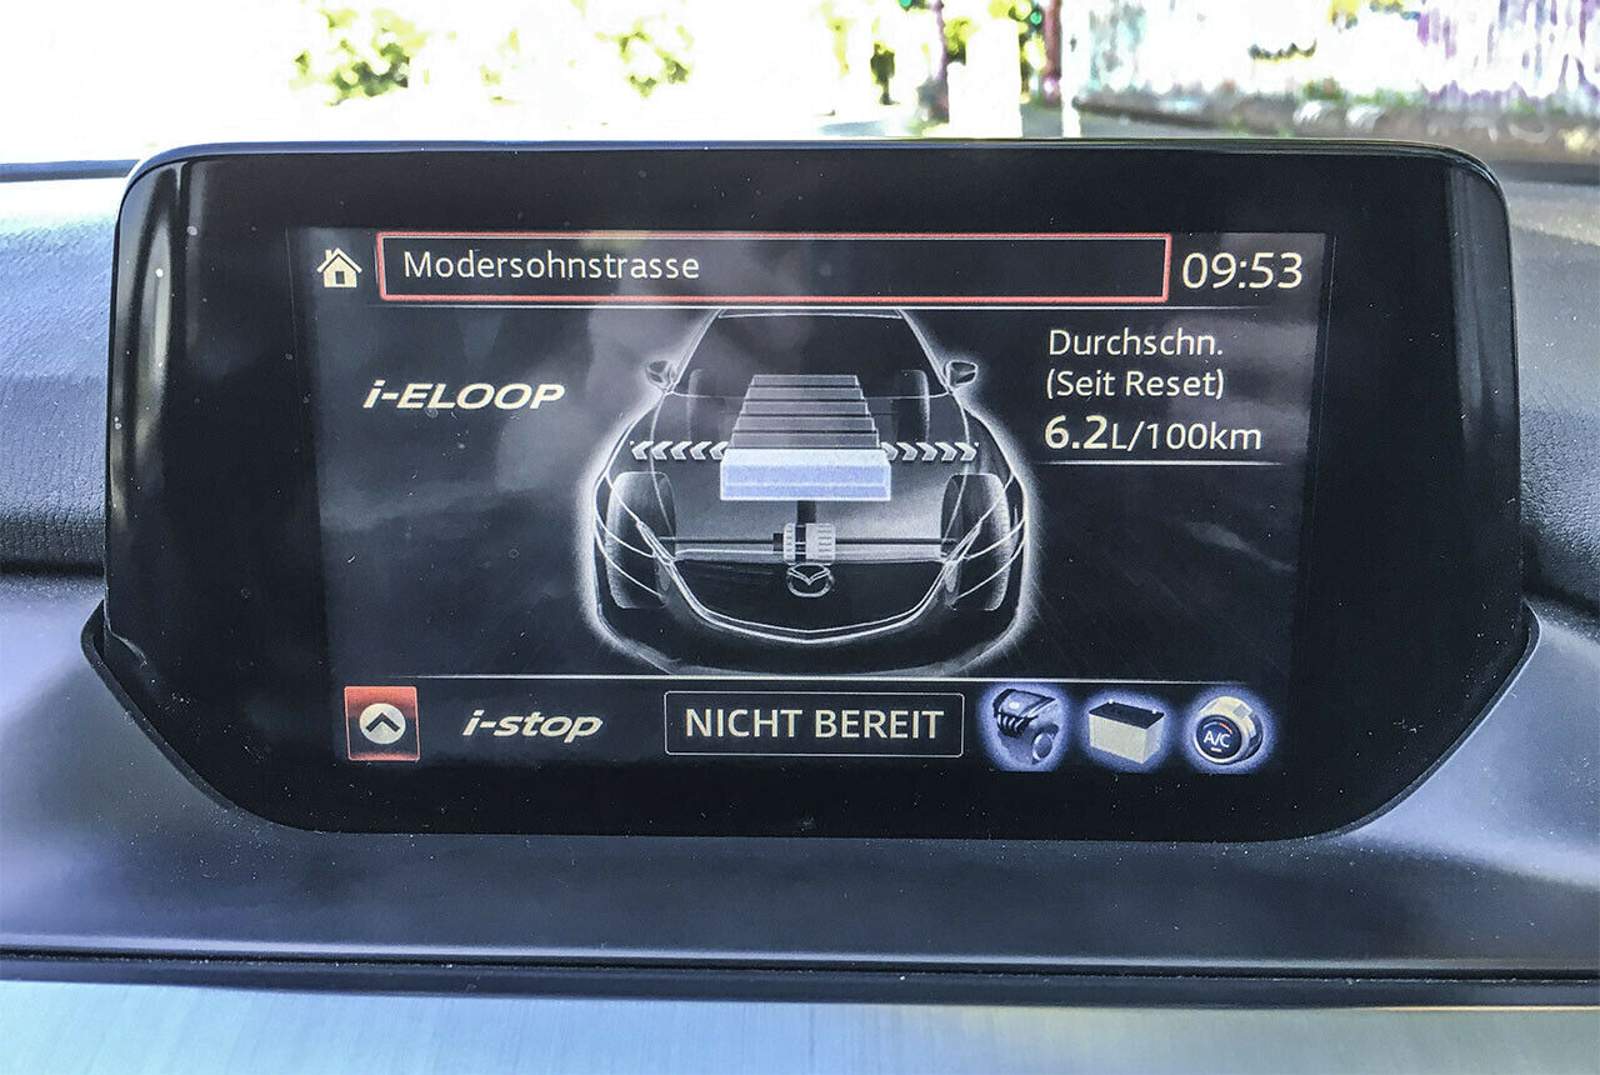 Modersohnstrasse
09:53
Durchschn.
(Seit Reset)
i-ELOOP
6.2L/100km
i-stop
NICHT BEREIT
A/C